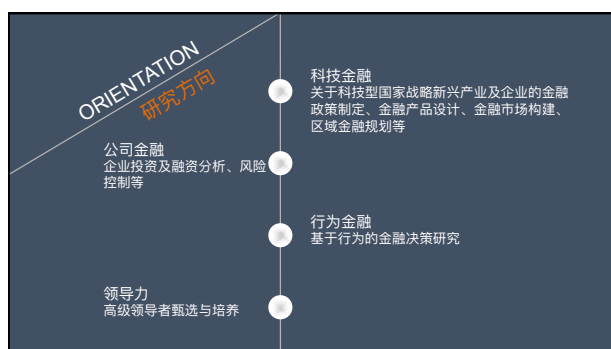 ORIENTATION
研究方向
科技金融
关于科技型国家战略新兴产业及企业的金融
政策制定、金融产品设计、金融市场构建、
区域金融规划等
公司金融
企业投资及融资分析、风险
控制等
行为金融
基于行为的金融决策研究
领导力
高级领导者甄选与培养